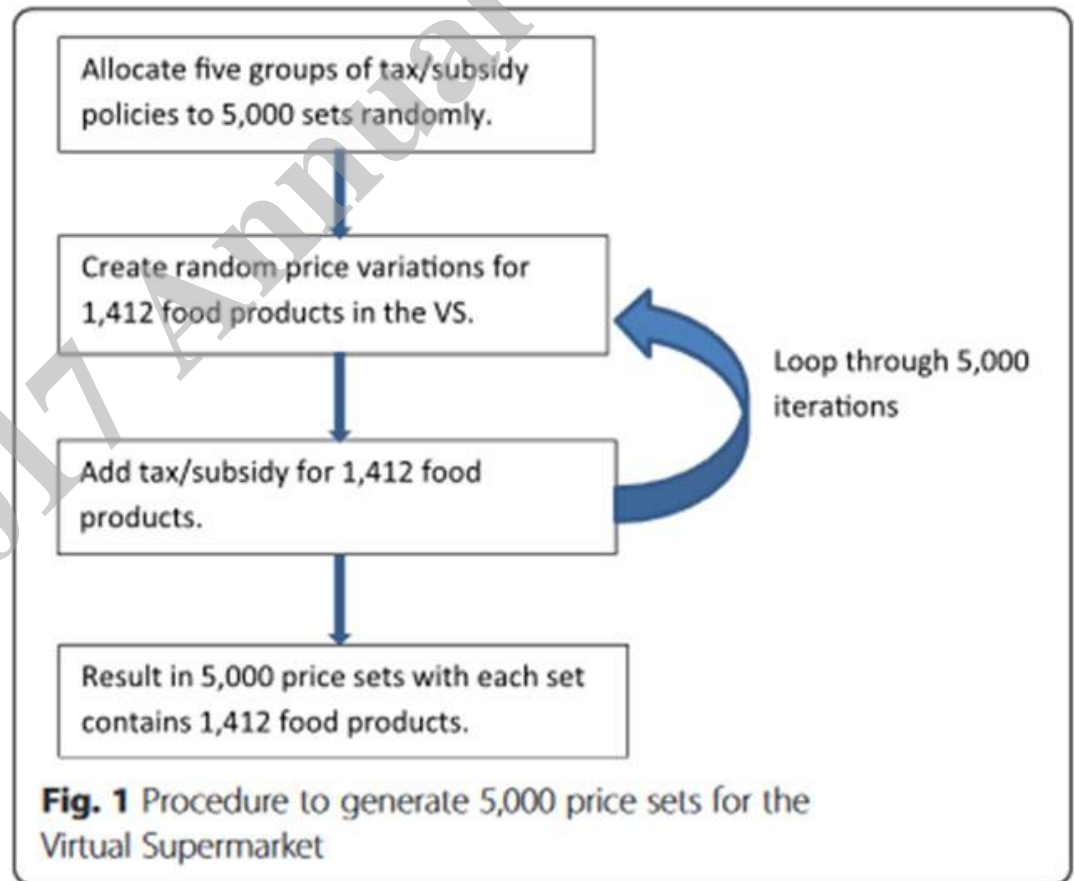 Allocate five groups of tax/subsidy
policies to 5,000 sets randomly.
Create random price variations for
1,412 food products in the VS.
Loop through 5,000
iterations
Add tax/subsidy for 1,412 food
products.
Result in 5,000 price sets with each set
contains 1,412 food products.
Fig. 1 Procedure to generate 5,000 price sets for the
Virtual Supermarket
17 Annual